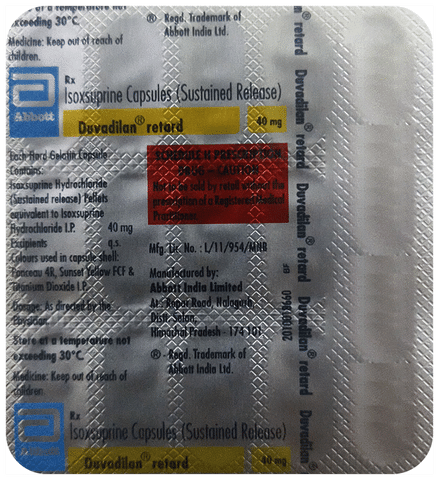 of a temperature not
exceeding 30°C.
Medicine: Keep out of reach of
children.
® Regd. Trademark of
Abbott India Ltd.
Abbott
Rx
Isoxsuprine Capsules (Sustained Release)
Duvadilan® retard 40 mg
Each Hard Gelatin Capsule
Contains:
Isoxsuprine Hydrochloride
(Sustained release) Pellets
equivalent to Isoxsuprine
Hydrochloride I.P. 40 mg
Excipients q.s.
Colours used in capsule shell:
Ponceau 4R, Sunset Yellow FCF &
Titanium Dioxide I.P.
Dosage: As directed by the
Physician.
Store at a temperature not
exceeding 30°C.
Medicine: Keep out of reach of
children.
SCHEDULE H PRESCRIPTION
DRUG - CAUTION
Not to be sold by retail without the
prescription of a Registered Medical
Practitioner.
Mfg. Lic. No. : L/11/954/MNB
Manufactured by:
Abbott India Limited
At : Ropar Road, Nalagarh,
Distt. Solan,
Himachal Pradesh - 174 101
® - Regd. Trademark of
Abbott India Ltd.
retard
Duvadilan® retard
Duvadilan® retard
Duvadilan
Rx
Isoxsuprine Capsules (Sustained Release)
Duvadilan® retard 40 mg